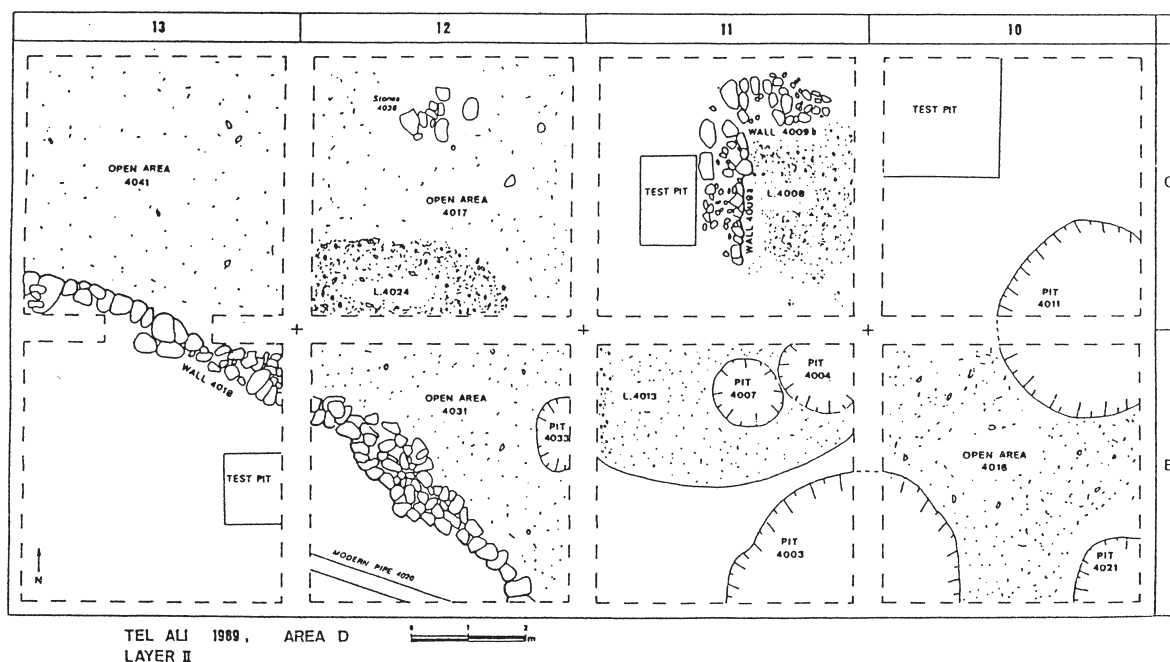 13 12 11 10
TEST PIT
Stones
4038
WALL 4009b
OPEN AREA
4041
TEST PIT
L.4008
OPEN AREA
4017
WALL 4009a
L.4024
PIT
4011
WALL 4018
OPEN AREA
4031
L.4013
PIT
4007
PIT
4004
PIT
4033
OPEN AREA
4016
TEST PIT
PIT
4003
PIT
4021
MODERN PIPE 4020
N
TEL ALI 1989, AREA D
0 1 2
m
LAYER II